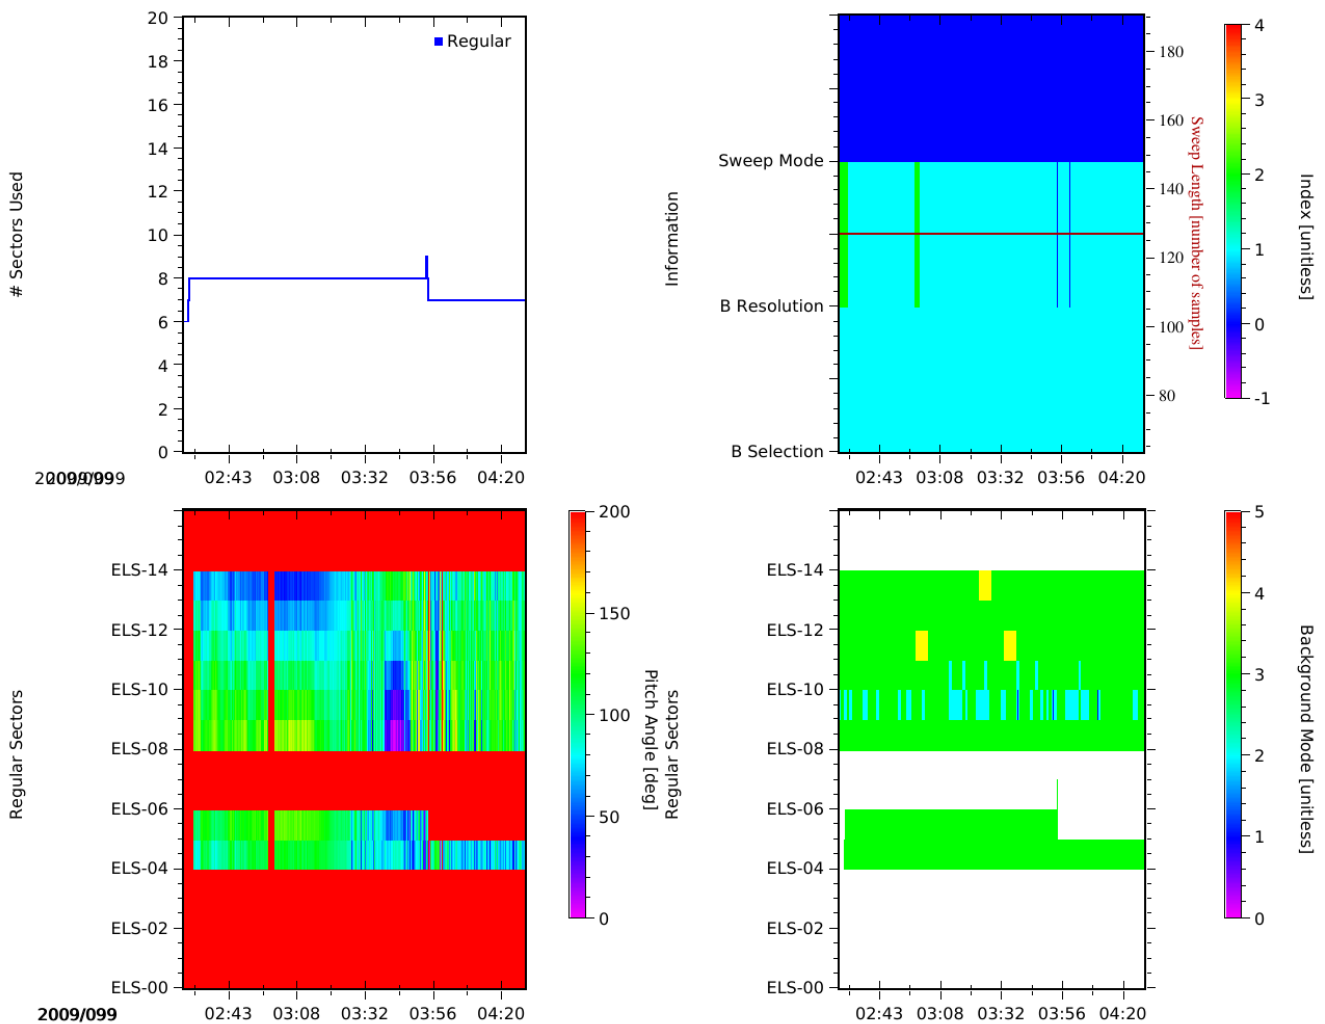 20
18
16
14
12
10
8
6
4
2
0
# Sectors Used
Regular
02:43 03:08 03:32 03:56 04:20
2009/099
Information
Sweep Mode
B Resolution
B Selection
180
160
140
120
100
80
Sweep Length [number of samples]
02:43 03:08 03:32 03:56 04:20
4
3
2
1
0
-1
Index [unitless]
Regular Sectors
ELS-14
ELS-12
ELS-10
ELS-08
ELS-06
ELS-04
ELS-02
ELS-00
02:43 03:08 03:32 03:56 04:20
2009/099
200
150
100
50
0
Pitch Angle [deg]
Regular Sectors
ELS-14
ELS-12
ELS-10
ELS-08
ELS-06
ELS-04
ELS-02
ELS-00
02:43 03:08 03:32 03:56 04:20
5
4
3
2
1
0
Background Mode [unitless]